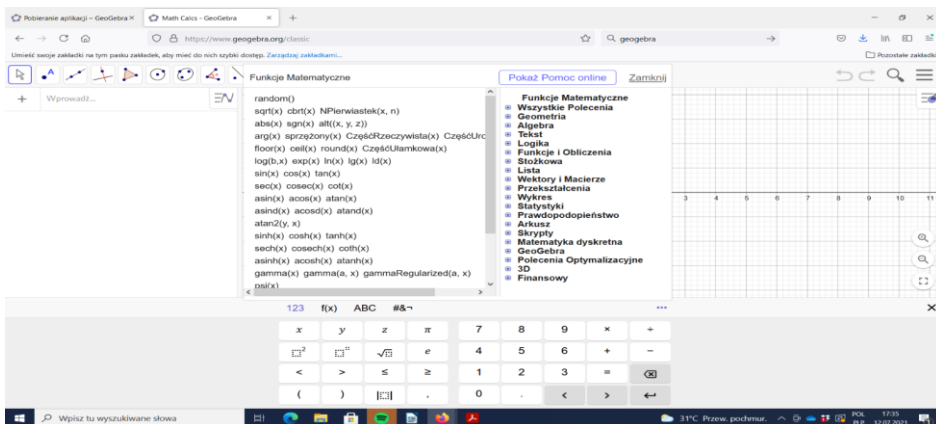 Pobieranie aplikacji – GeoGebra × Math Calcs - GeoGebra × +
https://www.geogebra.org/classic geogebra
Umieść swoje zakładki na tym pasku zakładek, aby mieć do nich szybki dostęp. Zarządzaj zakładkami... Pozostałe zakładki
Funkcje Matematyczne Pokaż Pomoc online Zamknij
+ Wprowadź...
random()
sqrt(x) cbrt(x) NPierwiastek(x, n)
abs(x) sgn(x) alt((x, y, z))
arg(x) sprzężony(x) CzęśćRzeczywista(x) CzęśćUro
floor(x) ceil(x) round(x) CzęśćUłamkowa(x)
log(b,x) exp(x) ln(x) lg(x) ld(x)
sin(x) cos(x) tan(x)
sec(x) cosec(x) cot(x)
asin(x) acos(x) atan(x)
asind(x) acosd(x) atand(x)
atan2(y, x)
sinh(x) cosh(x) tanh(x)
sech(x) cosech(x) coth(x)
asinh(x) acosh(x) atanh(x)
gamma(x) gamma(a, x) gammaRegularized(a, x)
psi(x)
Funkcje Matematyczne
Wszystkie Polecenia
Geometria
Algebra
Tekst
Logika
Funkcje i Obliczenia
Stożkowa
Lista
Wektory i Macierze
Przekształcenia
Wykres
Statystyki
Prawdopodopieństwo
Arkusz
Skrypty
Matematyka dyskretna
GeoGebra
Polecenia Optymalizacyjne
3D
Finansowy
3 4 5 6 7 8 9 10 11
123 f(x) ABC #&¬
x y z π 7 8 9 × ÷
e 4 5 6 + −
< > ≤ ≥ 1 2 3 =
( ) , 0 . < >
Wpisz tu wyszukiwane słowa 31°C Przew. pochmur. POL 17:35
PLP 12.07.2021